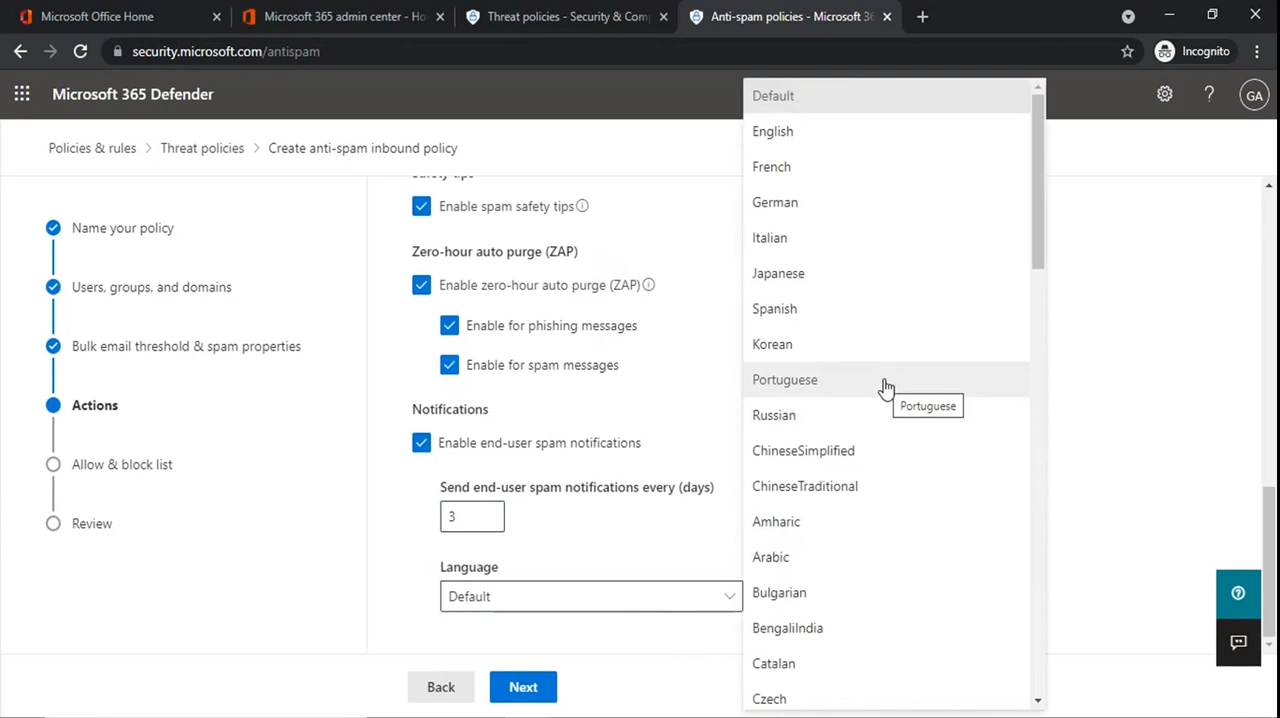 Microsoft Office Home
Microsoft 365 admin center - Ho
Threat policies - Security & Comp
Anti-spam policies - Microsoft 36
security.microsoft.com/antispam
Incognito
Microsoft 365 Defender
GA
Policies & rules > Threat policies > Create anti-spam inbound policy
Name your policy
Users, groups, and domains
Bulk email threshold & spam properties
Actions
Allow & block list
Review
Safety tips
Enable spam safety tips
Zero-hour auto purge (ZAP)
Enable zero-hour auto purge (ZAP)
Enable for phishing messages
Enable for spam messages
Notifications
Enable end-user spam notifications
Send end-user spam notifications every (days)
3
Language
Default
Back
Next
Default
English
French
German
Italian
Japanese
Spanish
Korean
Portuguese
Portuguese
Russian
ChineseSimplified
ChineseTraditional
Amharic
Arabic
Bulgarian
BengaliIndia
Catalan
Czech